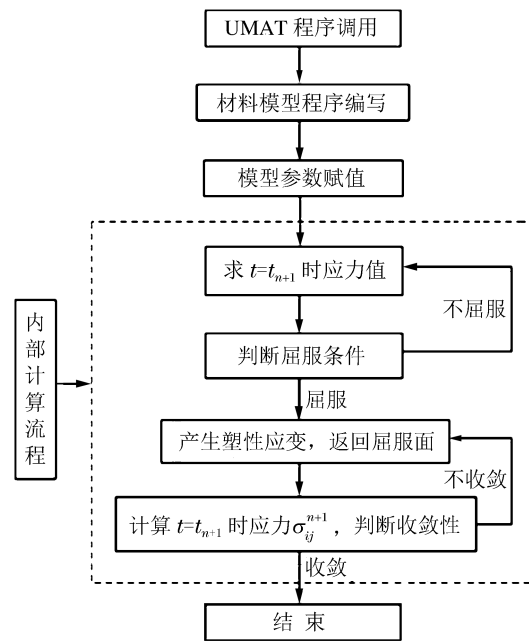 UMAT 程序调用
材料模型程序编写
模型参数赋值
求 t=tₙ₊₁ 时应力值
不屈服
判断屈服条件
内部计算流程
屈服
产生塑性应变，返回屈服面
不收敛
计算 t=tₙ₊₁ 时应力σᵢⱼⁿ⁺¹，判断收敛性
收敛
结 束